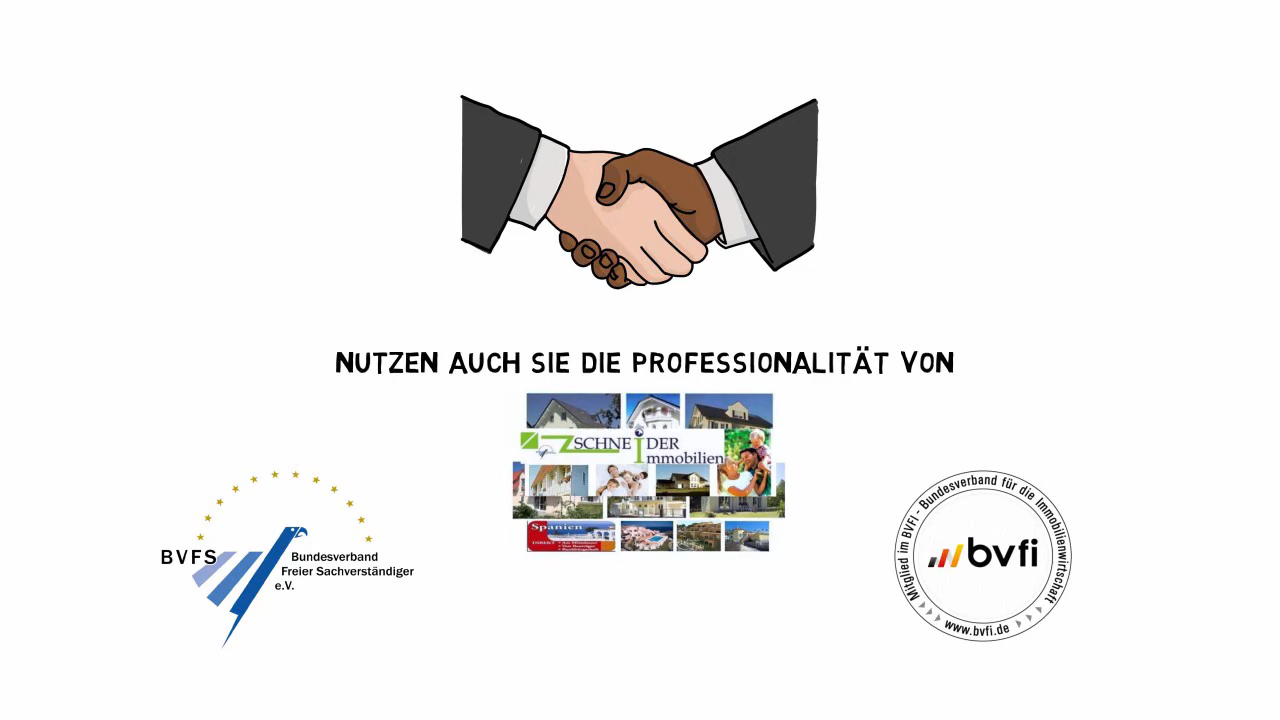 NUTZEN AUCH SIE DIE PROFESSIONALITÄT VON
ZSCHNEIDER
Immobilien
Spanien
BVFS
Bundesverband
Freier Sachverständiger
e.V.
Mitglied im BVFI - Bundesverband für die Immobilienwirtschaft
bvfi
www.bvfi.de